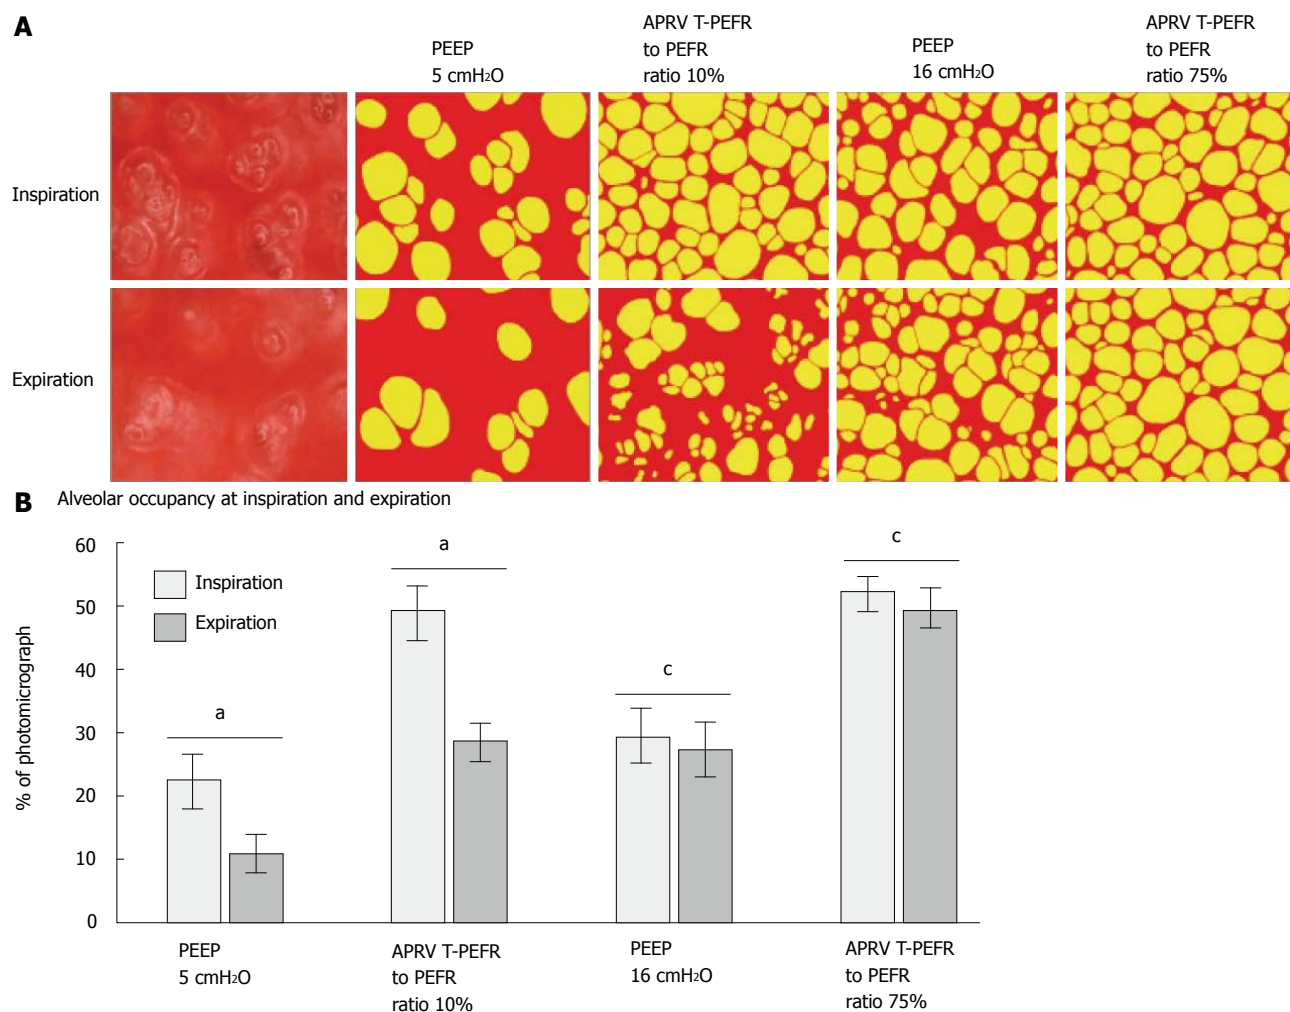 A
PEEP
5 cmH2O
APRV T-PEFR
to PEFR
ratio 10%
PEEP
16 cmH2O
APRV T-PEFR
to PEFR
ratio 75%
Inspiration
Expiration
B Alveolar occupancy at inspiration and expiration
% of photomicrograph
60
50
40
30
20
10
0
Inspiration
Expiration
a
a
c
c
PEEP
5 cmH2O
APRV T-PEFR
to PEFR
ratio 10%
PEEP
16 cmH2O
APRV T-PEFR
to PEFR
ratio 75%